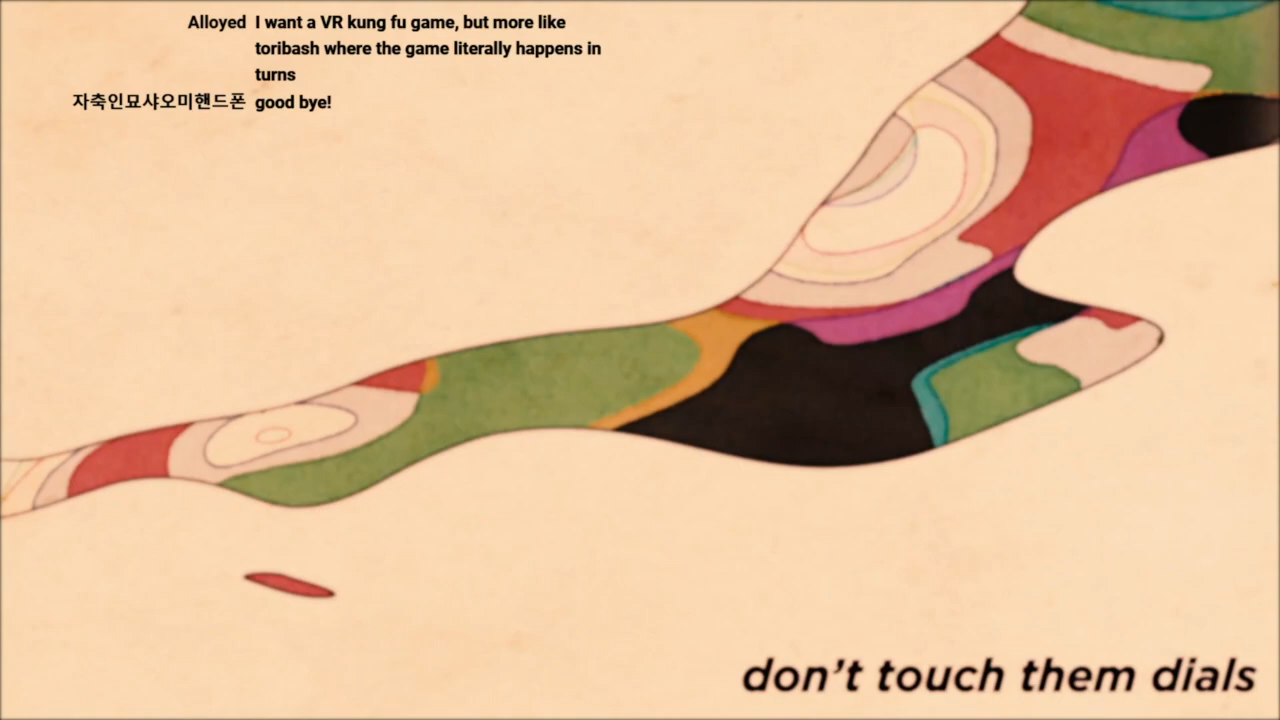 Alloyed I want a VR kung fu game, but more like
toribash where the game literally happens in
turns
자축인묘샤오미핸드폰 good bye!
don't touch them dials